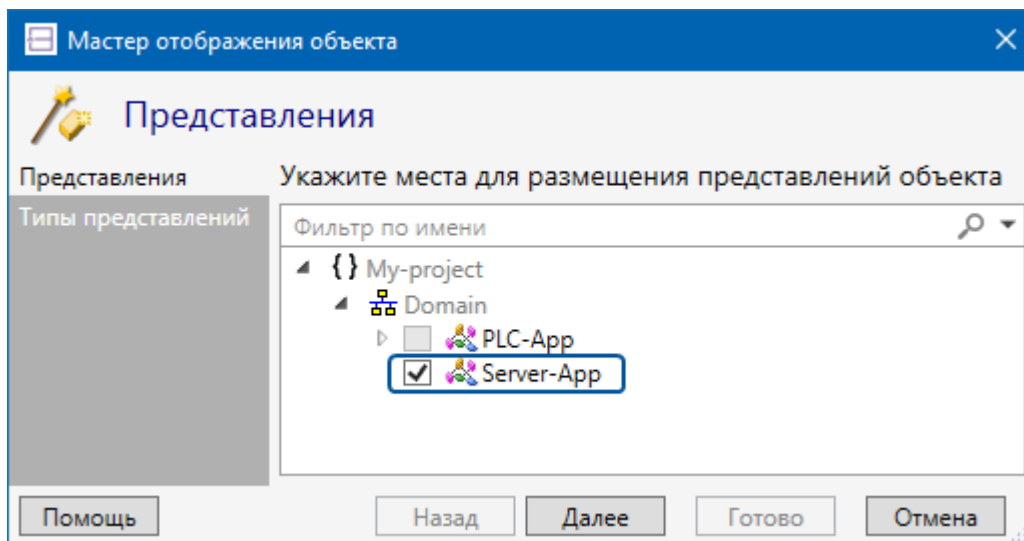 Мастер отображения объекта
Представления
Представления
Укажите места для размещения представлений объекта
Типы представлений
Фильтр по имени
{} My-project
Domain
PLC-App
Server-App
Помощь
Назад
Далее
Готово
Отмена